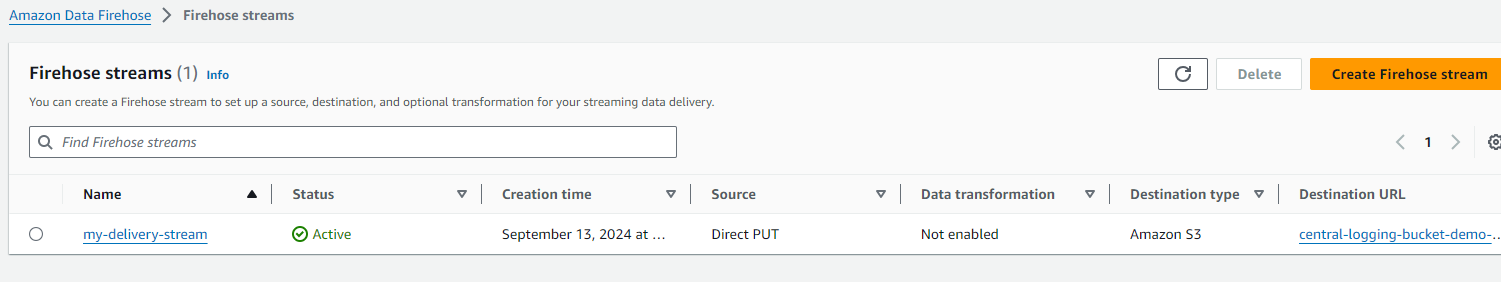 Amazon Data Firehose > Firehose streams
Firehose streams (1) Info
Delete
Create Firehose stream
You can create a Firehose stream to set up a source, destination, and optional transformation for your streaming data delivery.
Find Firehose streams
1
Name Status Creation time Source Data transformation Destination type Destination URL
my-delivery-stream Active September 13, 2024 at ... Direct PUT Not enabled Amazon S3 central-logging-bucket-demo-...